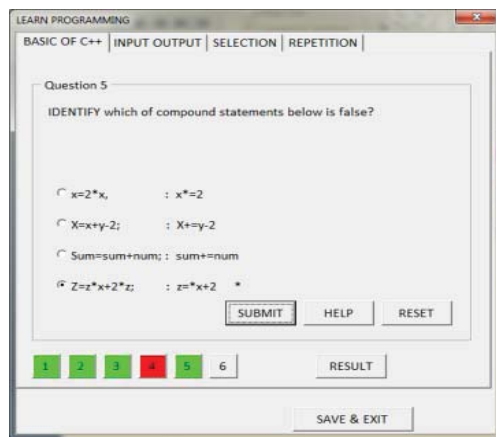 LEARN PROGRAMMING
BASIC OF C++ INPUT OUTPUT SELECTION REPETITION
Question 5
IDENTIFY which of compound statements below is false?
x=2*x, : x*=2
X=x+y-2; : X+=y-2
Sum=sum+num; : sum+=num
Z=z*x+2*z; : z=*x+2 *
SUBMIT HELP RESET
1 2 3 4 5 6 RESULT
SAVE & EXIT